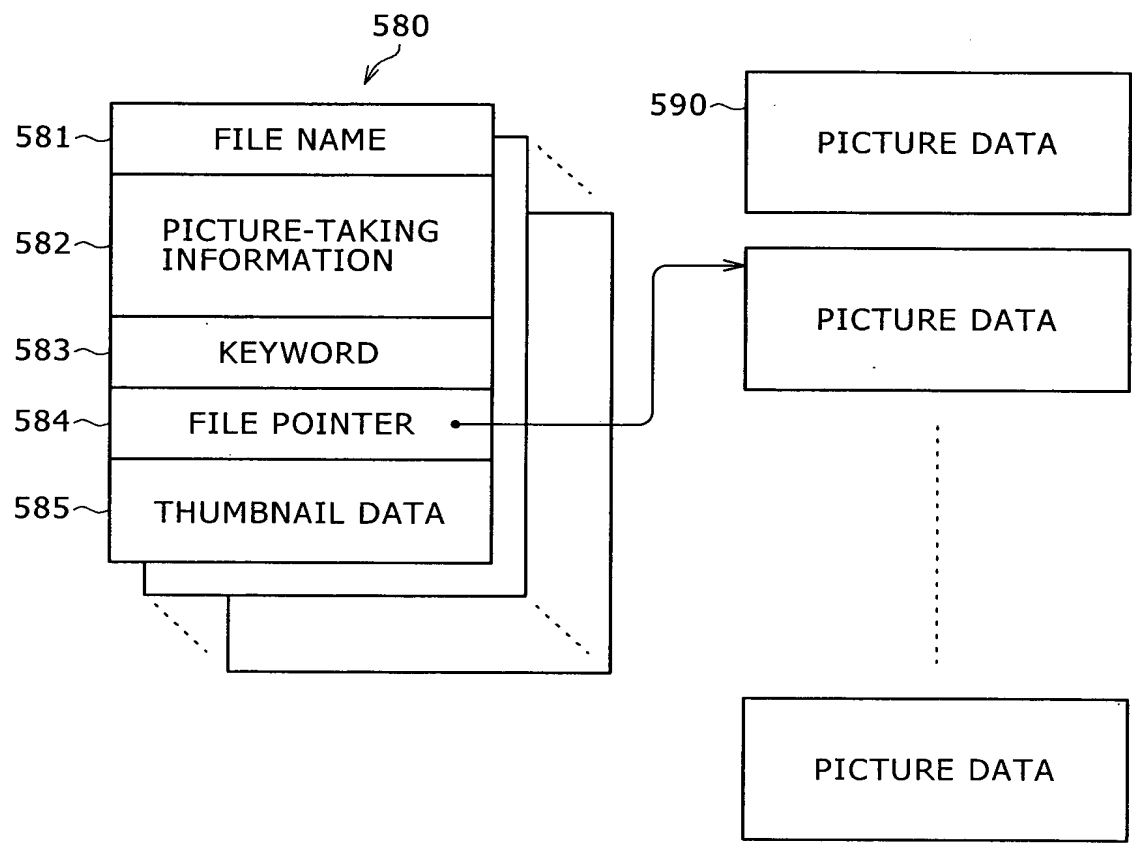 580
581
FILE NAME
582
PICTURE-TAKING
INFORMATION
583
KEYWORD
584
FILE POINTER
585
THUMBNAIL DATA
590
PICTURE DATA
PICTURE DATA
PICTURE DATA